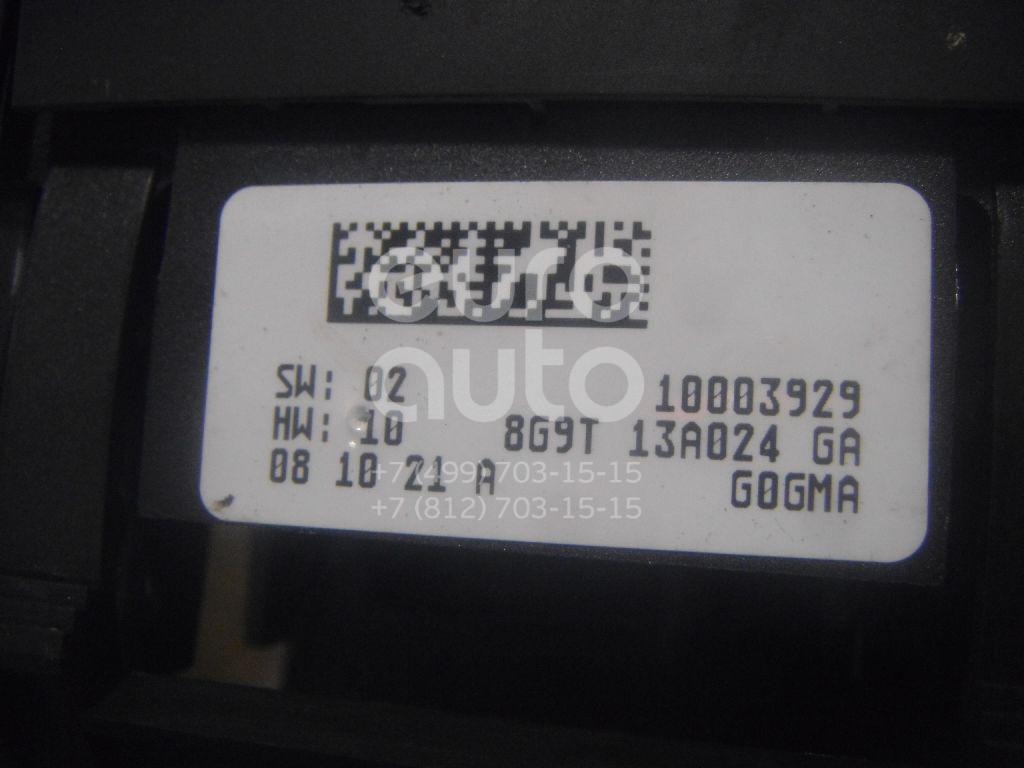 euro
auto
SW: 02 10003929
HW: 10 8G9T 13A024 GA
08 10 21 A G0GMA
+7 (499) 703-15-15
+7 (812) 703-15-15